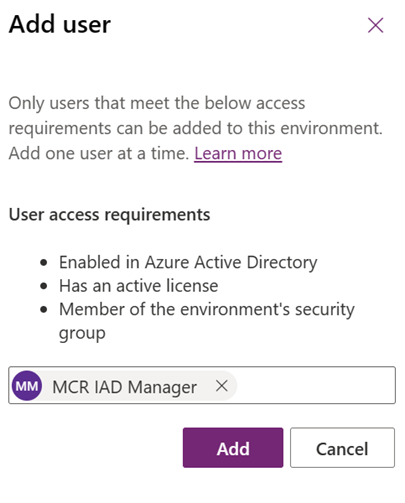 Add user
Only users that meet the below access
requirements can be added to this environment.
Add one user at a time. Learn more
User access requirements
Enabled in Azure Active Directory
Has an active license
Member of the environment's security
group
MM MCR IAD Manager
Add Cancel